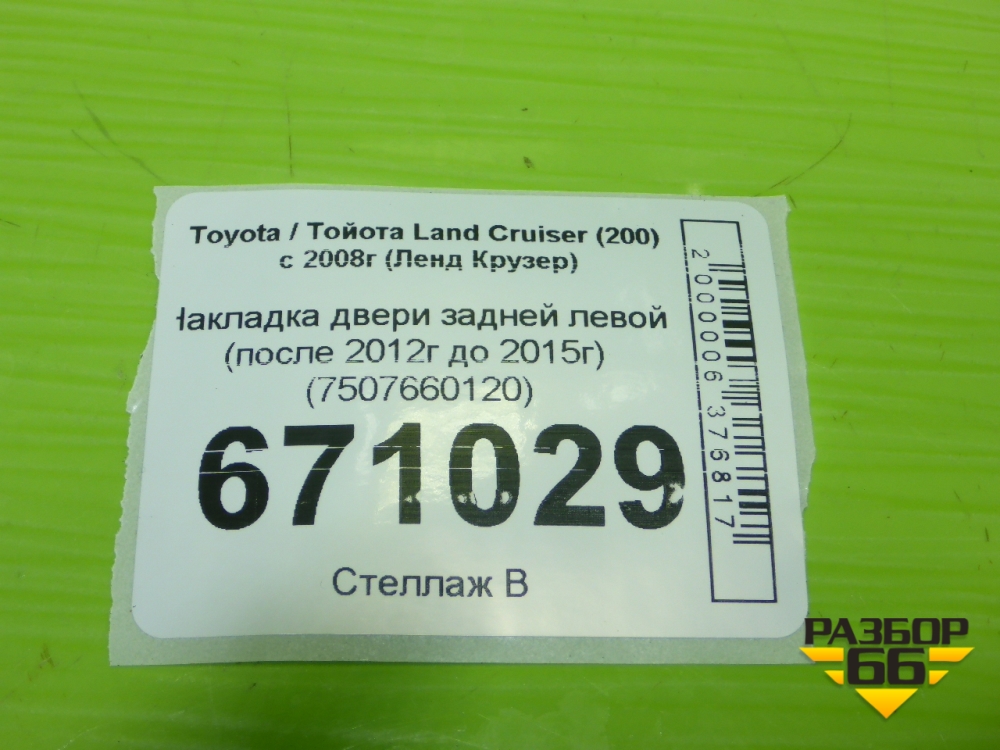 Toyota / Тойота Land Cruiser (200)
с 2008г (Ленд Крузер)
Накладка двери задней левой
(после 2012г до 2015г)
(7507660120)
671029
Стеллаж В
2000006376817
РАЗБОР
66